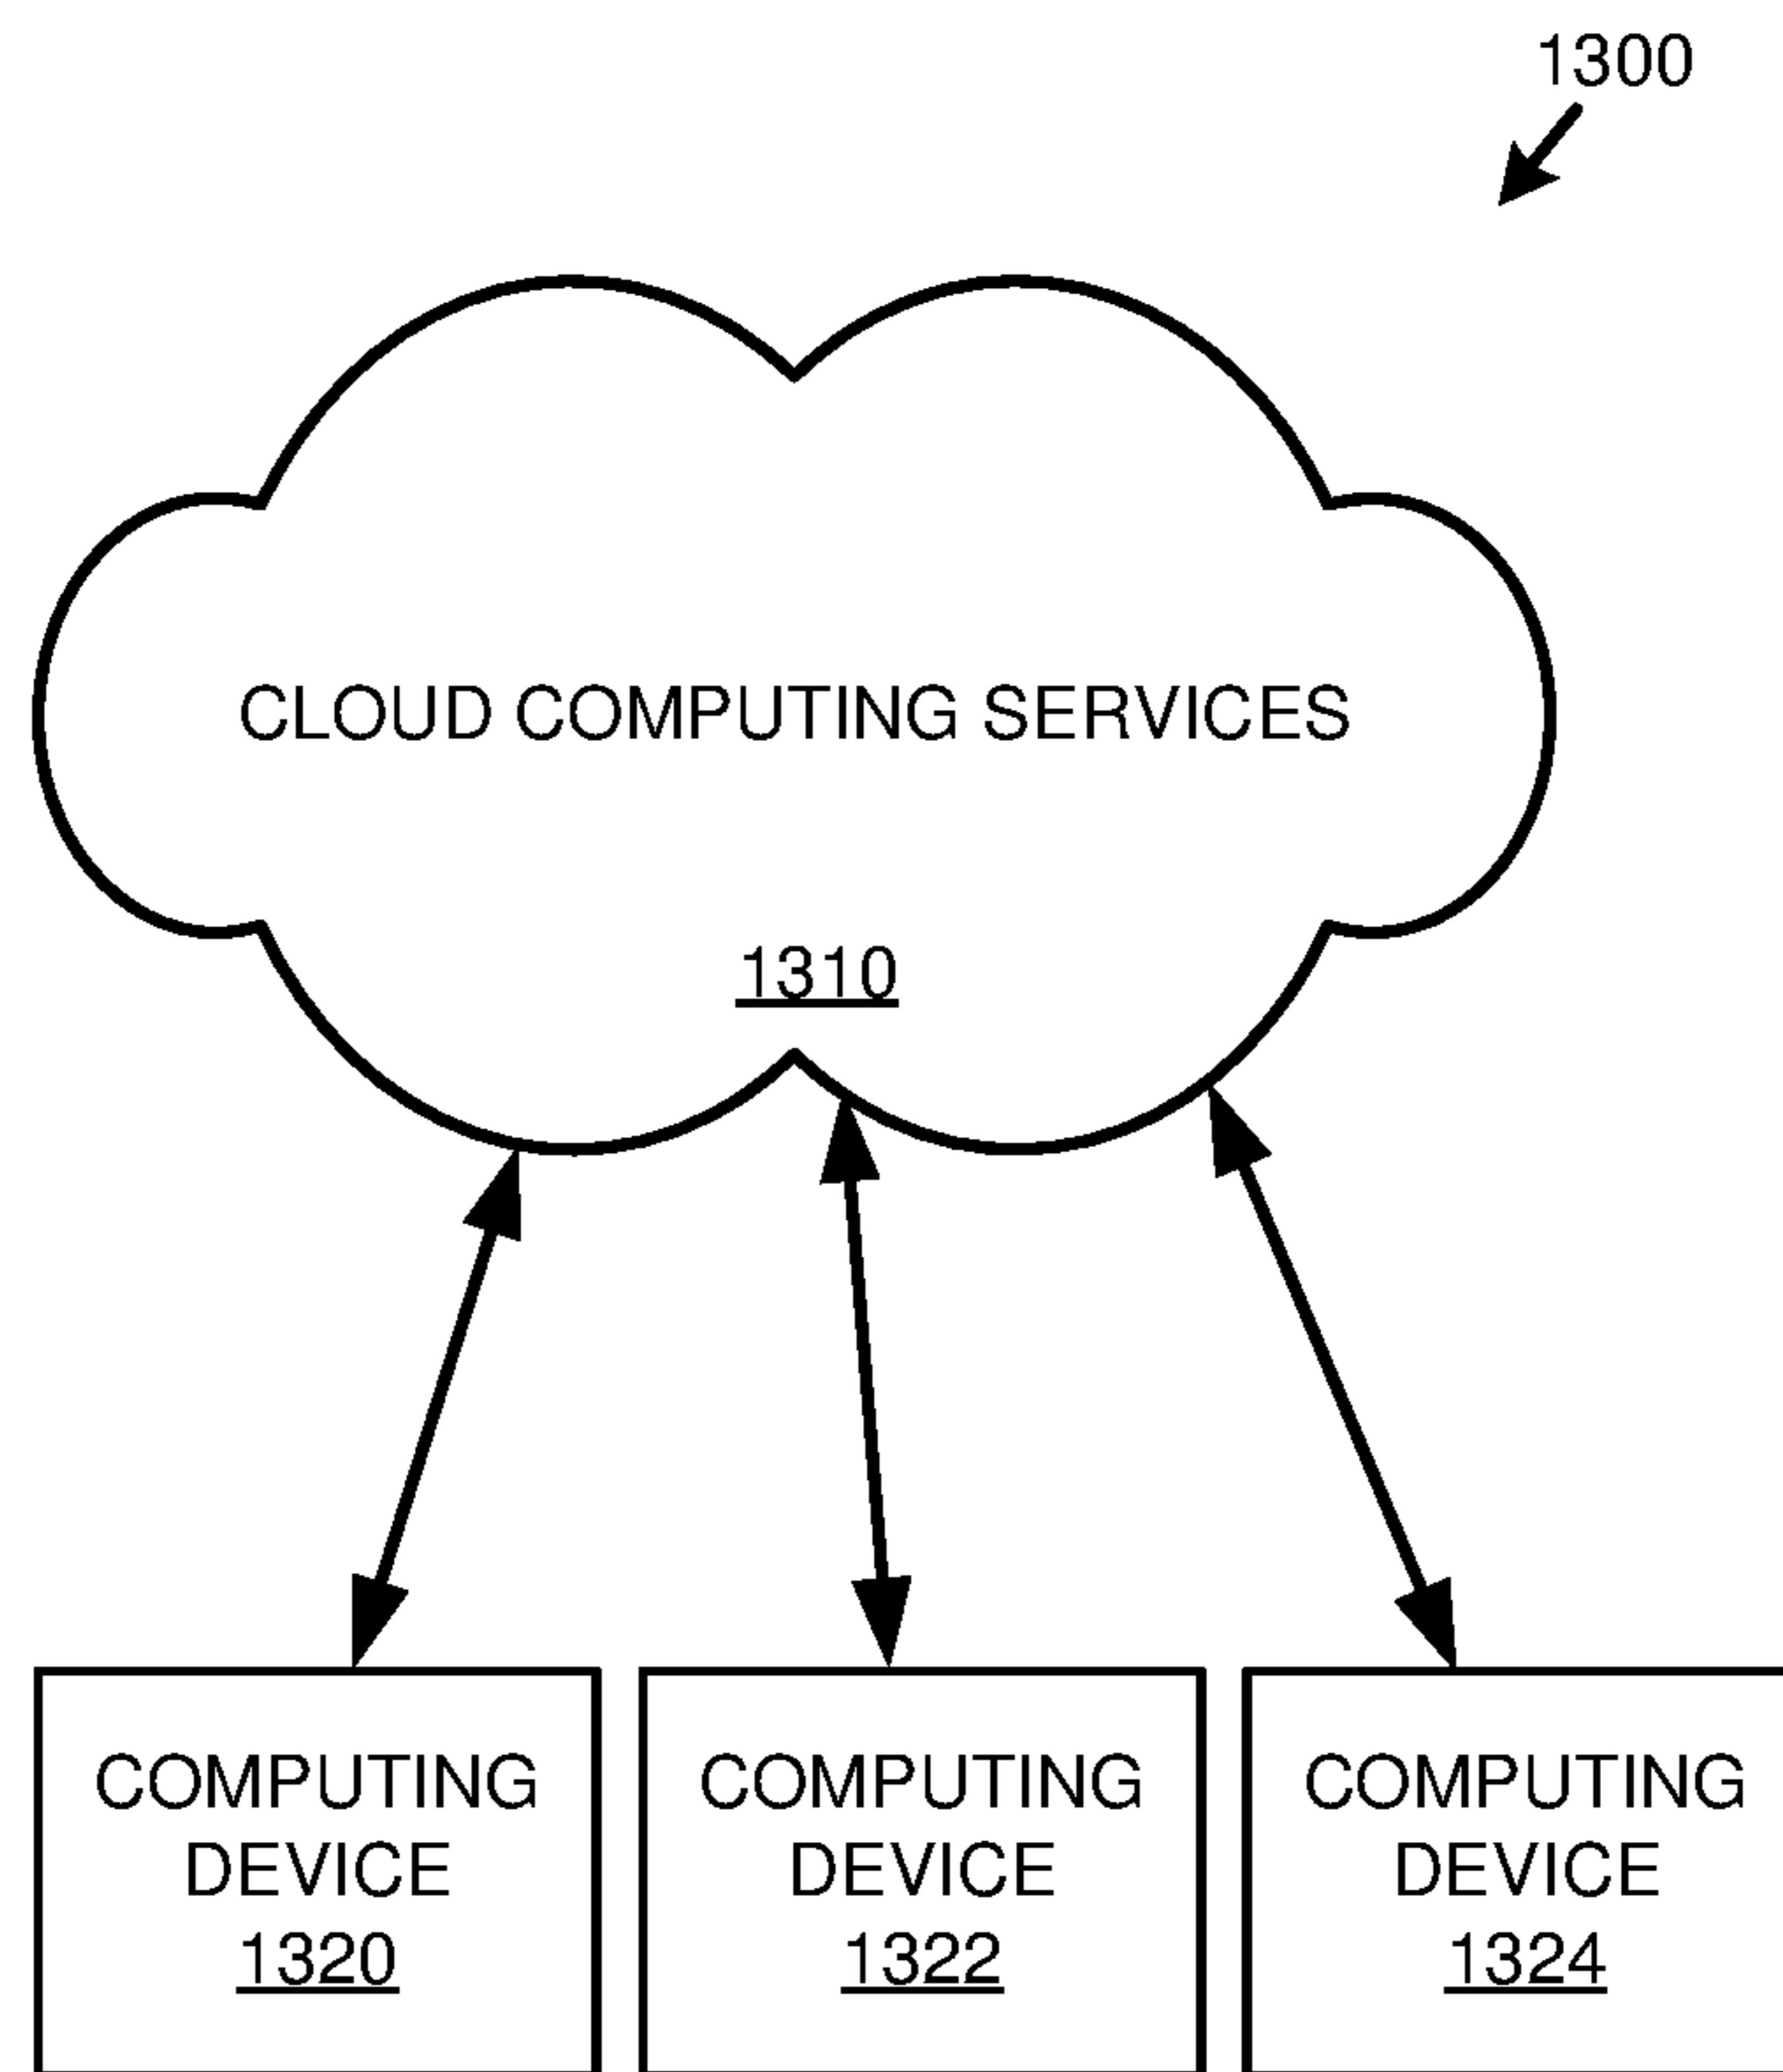 1300
CLOUD COMPUTING SERVICES
1310
COMPUTING
DEVICE
1320
COMPUTING
DEVICE
1322
COMPUTING
DEVICE
1324